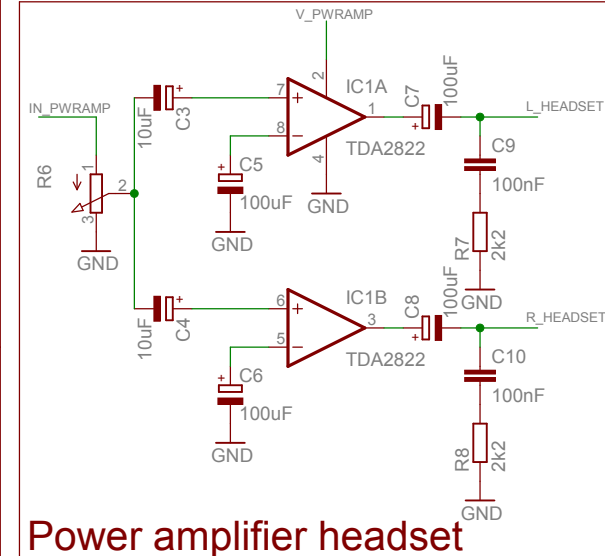 V_PWRAMP
IN_PWRAMP
R6
1
2
3
GND
10uF
+
C3
7
+
8
−
2
4
1
IC1A
TDA2822
GND
+
C5
100uF
GND
C7
+
100uF
L_HEADSET
C9
100nF
R7
2k2
GND
10uF
+
C4
6
+
5
−
3
IC1B
TDA2822
+
C6
100uF
GND
C8
+
100uF
R_HEADSET
C10
100nF
R8
2k2
GND
Power amplifier headset